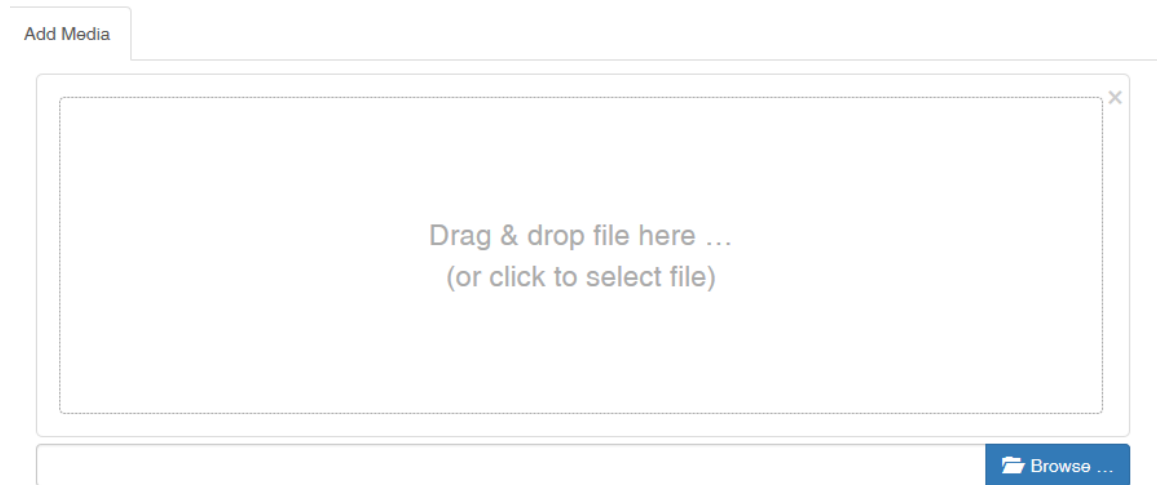 Add Media
×
Drag & drop file here …
(or click to select file)
Browse …